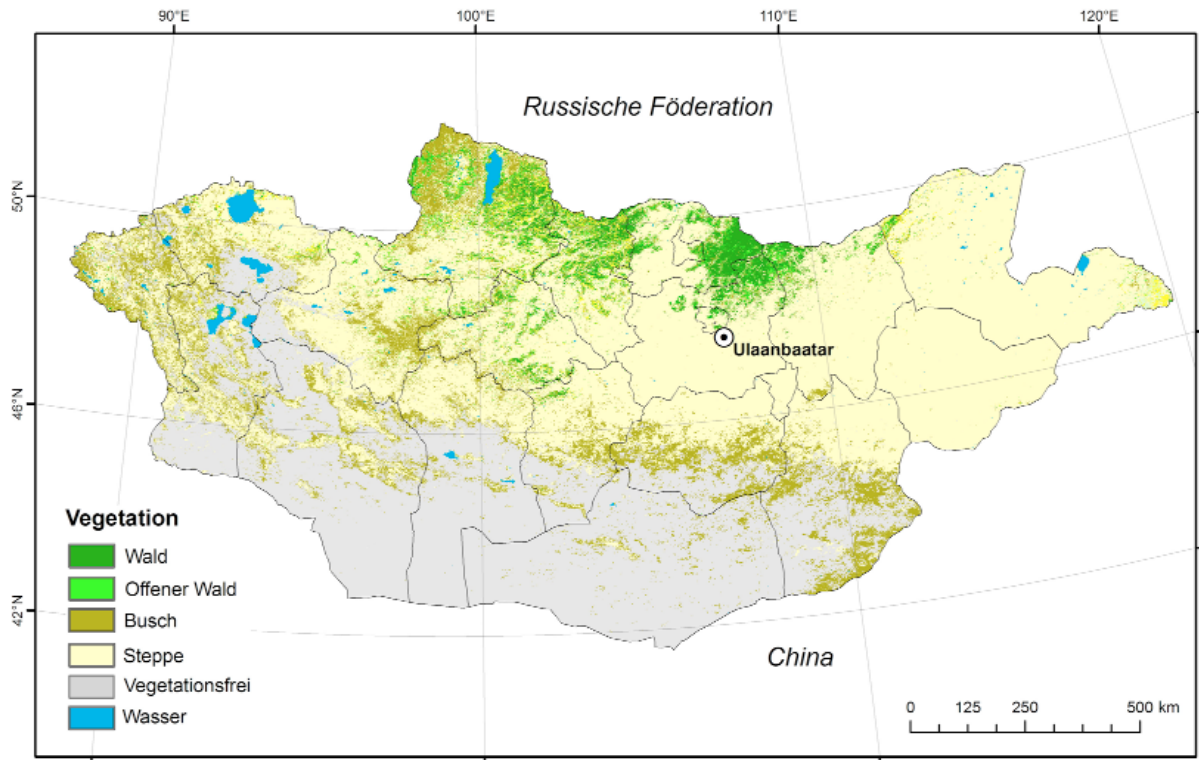 90°E
100°E
110°E
120°E
Russische Föderation
50°N
Ulaanbaatar
46°N
Vegetation
Wald
Offener Wald
Busch
42°N
Steppe
China
Vegetationsfrei
Wasser
0 125 250 500 km